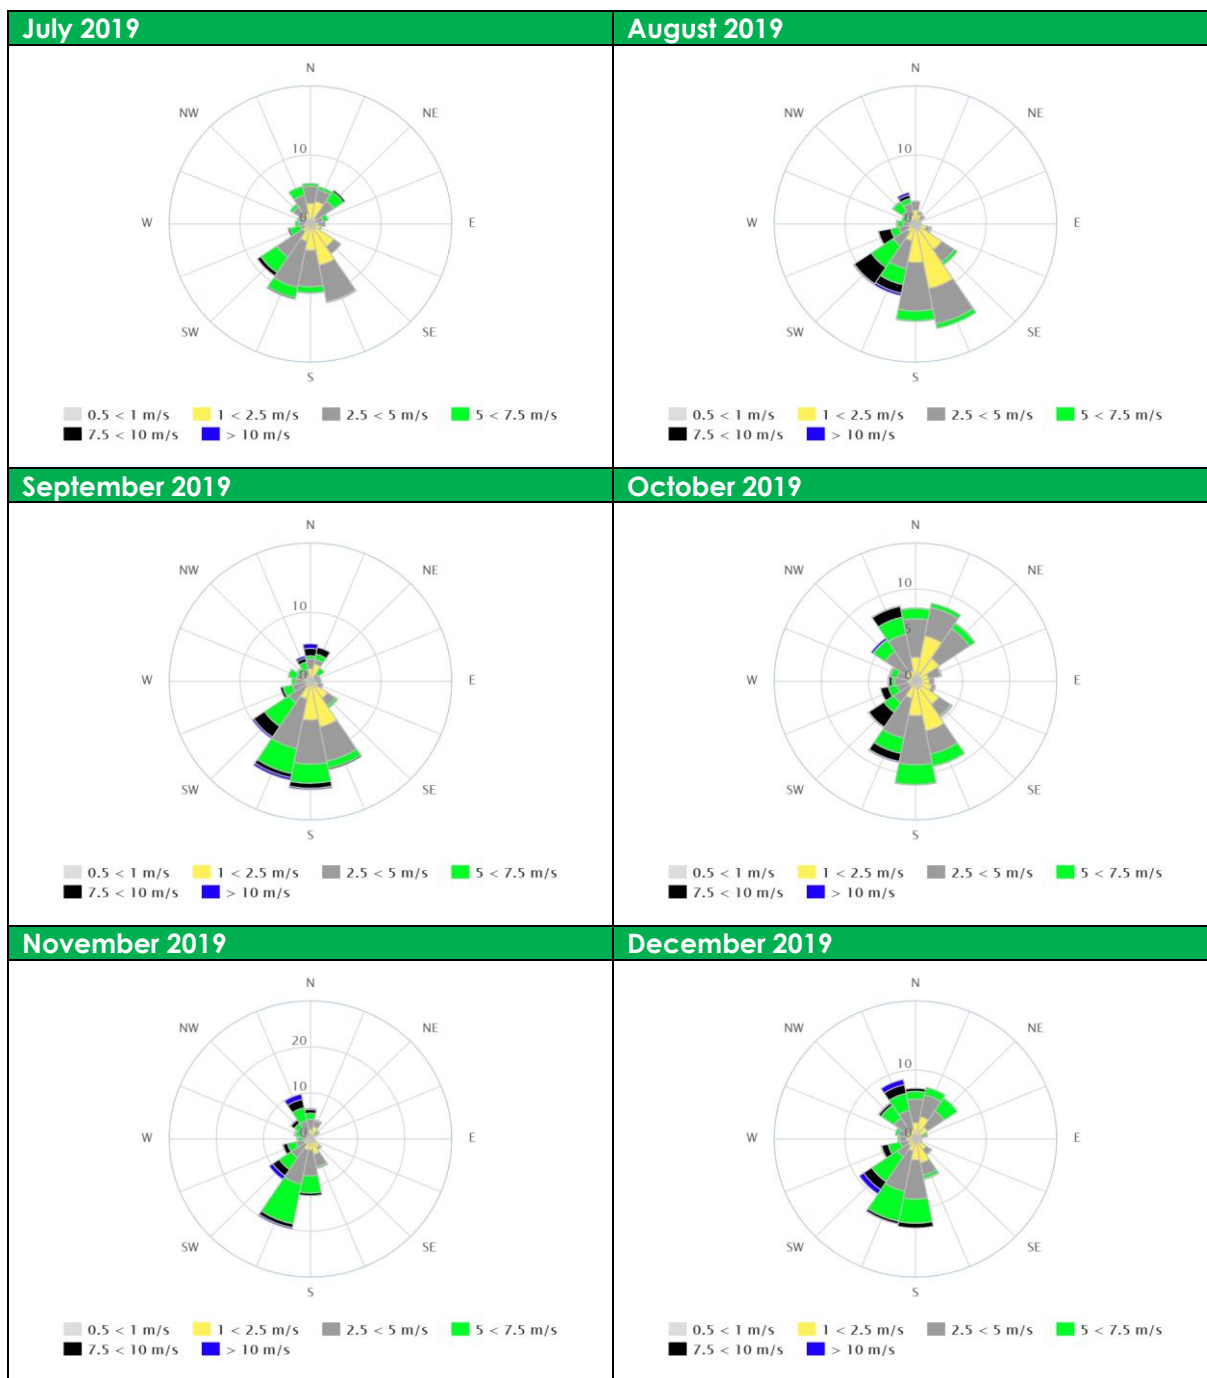 July 2019
August 2019
N
NW
NE
10
0
W
E
SW
SE
S
0.5 < 1 m/s
1 < 2.5 m/s
2.5 < 5 m/s
5 < 7.5 m/s
7.5 < 10 m/s
> 10 m/s
N
NW
NE
10
0
W
E
SW
SE
S
0.5 < 1 m/s
1 < 2.5 m/s
2.5 < 5 m/s
5 < 7.5 m/s
7.5 < 10 m/s
> 10 m/s
September 2019
October 2019
N
NW
NE
10
0
W
E
SW
SE
S
0.5 < 1 m/s
1 < 2.5 m/s
2.5 < 5 m/s
5 < 7.5 m/s
7.5 < 10 m/s
> 10 m/s
N
NW
NE
10
5
0
W
E
SW
SE
S
0.5 < 1 m/s
1 < 2.5 m/s
2.5 < 5 m/s
5 < 7.5 m/s
7.5 < 10 m/s
> 10 m/s
November 2019
December 2019
N
NW
NE
20
10
0
W
E
SW
SE
S
0.5 < 1 m/s
1 < 2.5 m/s
2.5 < 5 m/s
5 < 7.5 m/s
7.5 < 10 m/s
> 10 m/s
N
NW
NE
10
0
W
E
SW
SE
S
0.5 < 1 m/s
1 < 2.5 m/s
2.5 < 5 m/s
5 < 7.5 m/s
7.5 < 10 m/s
> 10 m/s